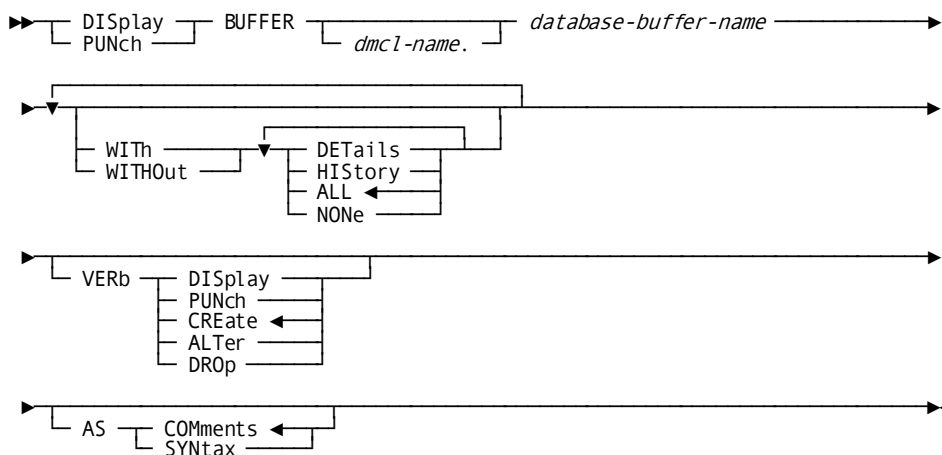 DISplay BUFFER database-buffer-name
PUNch dmcl-name.
WITh DETails
WITHOut HIStory
ALL
NONe
VERb DISplay
PUNch
CREate
ALTer
DROp
AS COMments
SYNtax